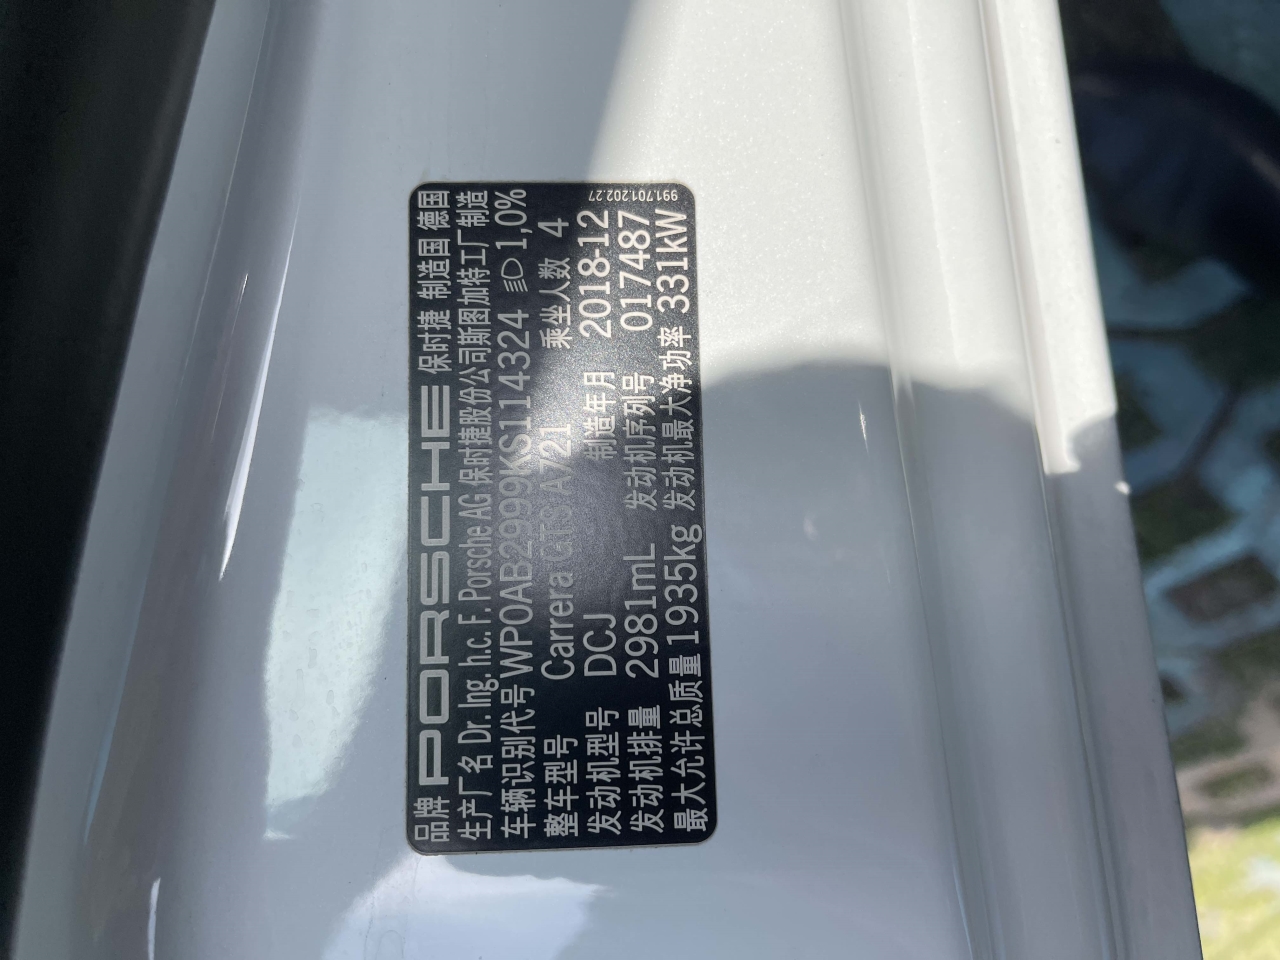 品牌 PORSCHE 保时捷 制造国 德国
生产厂名 Dr. Ing. h.c. F. Porsche AG 保时捷股份公司斯图加特工厂制造
车辆识别代号 WP0AB2999KS114324 1,0%
整车型号 Carrera GTS A721 乘坐人数 4
发动机型号 DCJ 制造年月 2018-12
发动机排量 2981mL 发动机序列号 017487
最大允许总质量 1935kg 发动机最大净功率 331kW
991.701.202.27